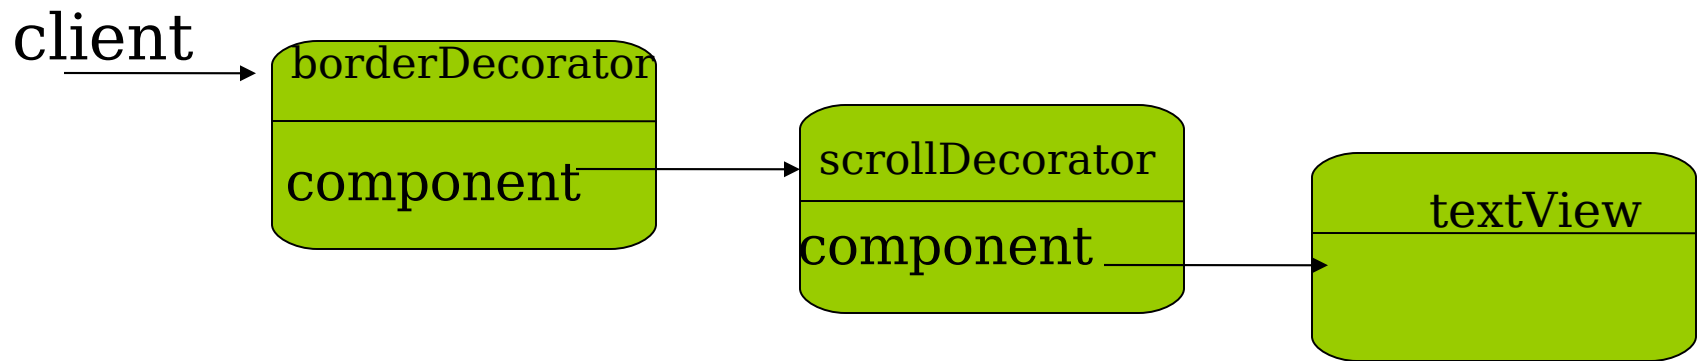 client
borderDecorator
component
scrollDecorator
component
textView